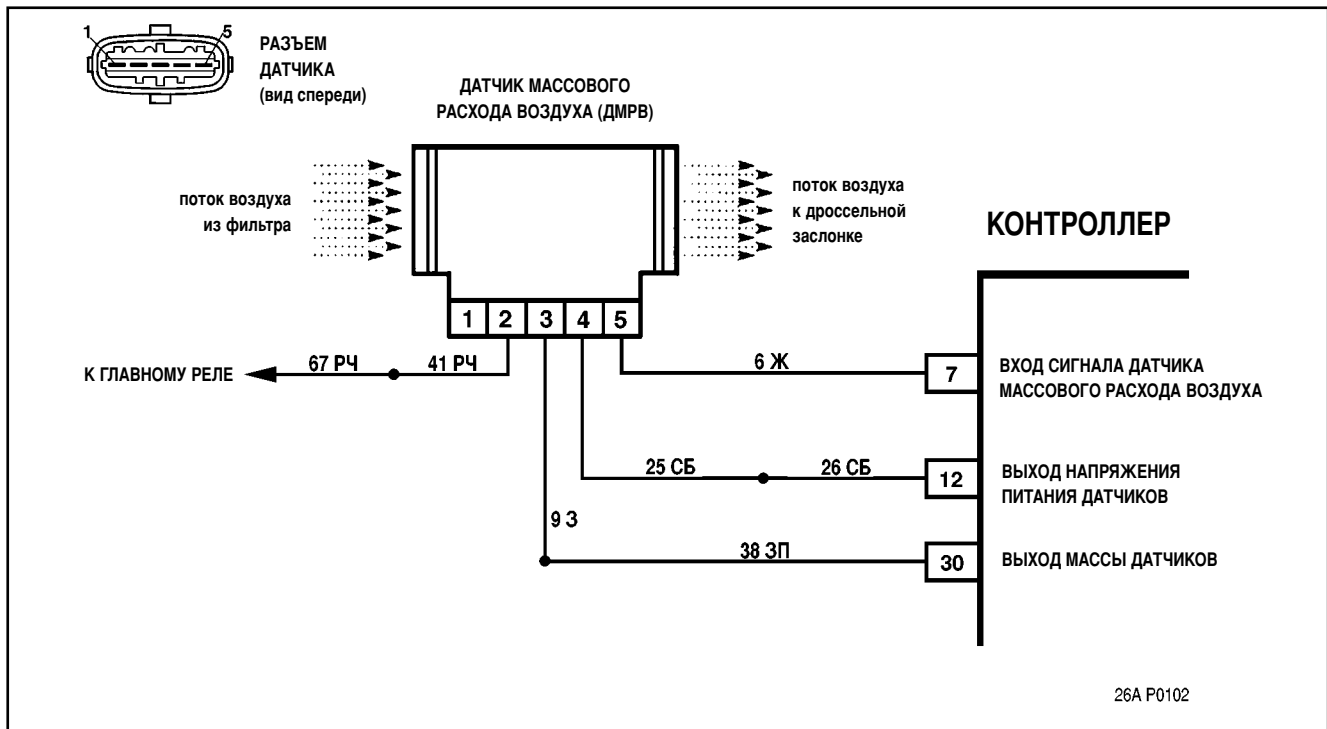 1
5
РАЗЪЕМ
ДАТЧИКА
(вид спереди)
ДАТЧИК МАССОВОГО
РАСХОДА ВОЗДУХА (ДМРВ)
поток воздуха
из фильтра
поток воздуха
к дроссельной
заслонке
КОНТРОЛЛЕР
1 2 3 4 5
К ГЛАВНОМУ РЕЛЕ
67 РЧ
41 РЧ
6 Ж
7
ВХОД СИГНАЛА ДАТЧИКА
МАССОВОГО РАСХОДА ВОЗДУХА
25 СБ
26 СБ
12
ВЫХОД НАПРЯЖЕНИЯ
ПИТАНИЯ ДАТЧИКОВ
9 З
38 ЗП
30
ВЫХОД МАССЫ ДАТЧИКОВ
26A P0102